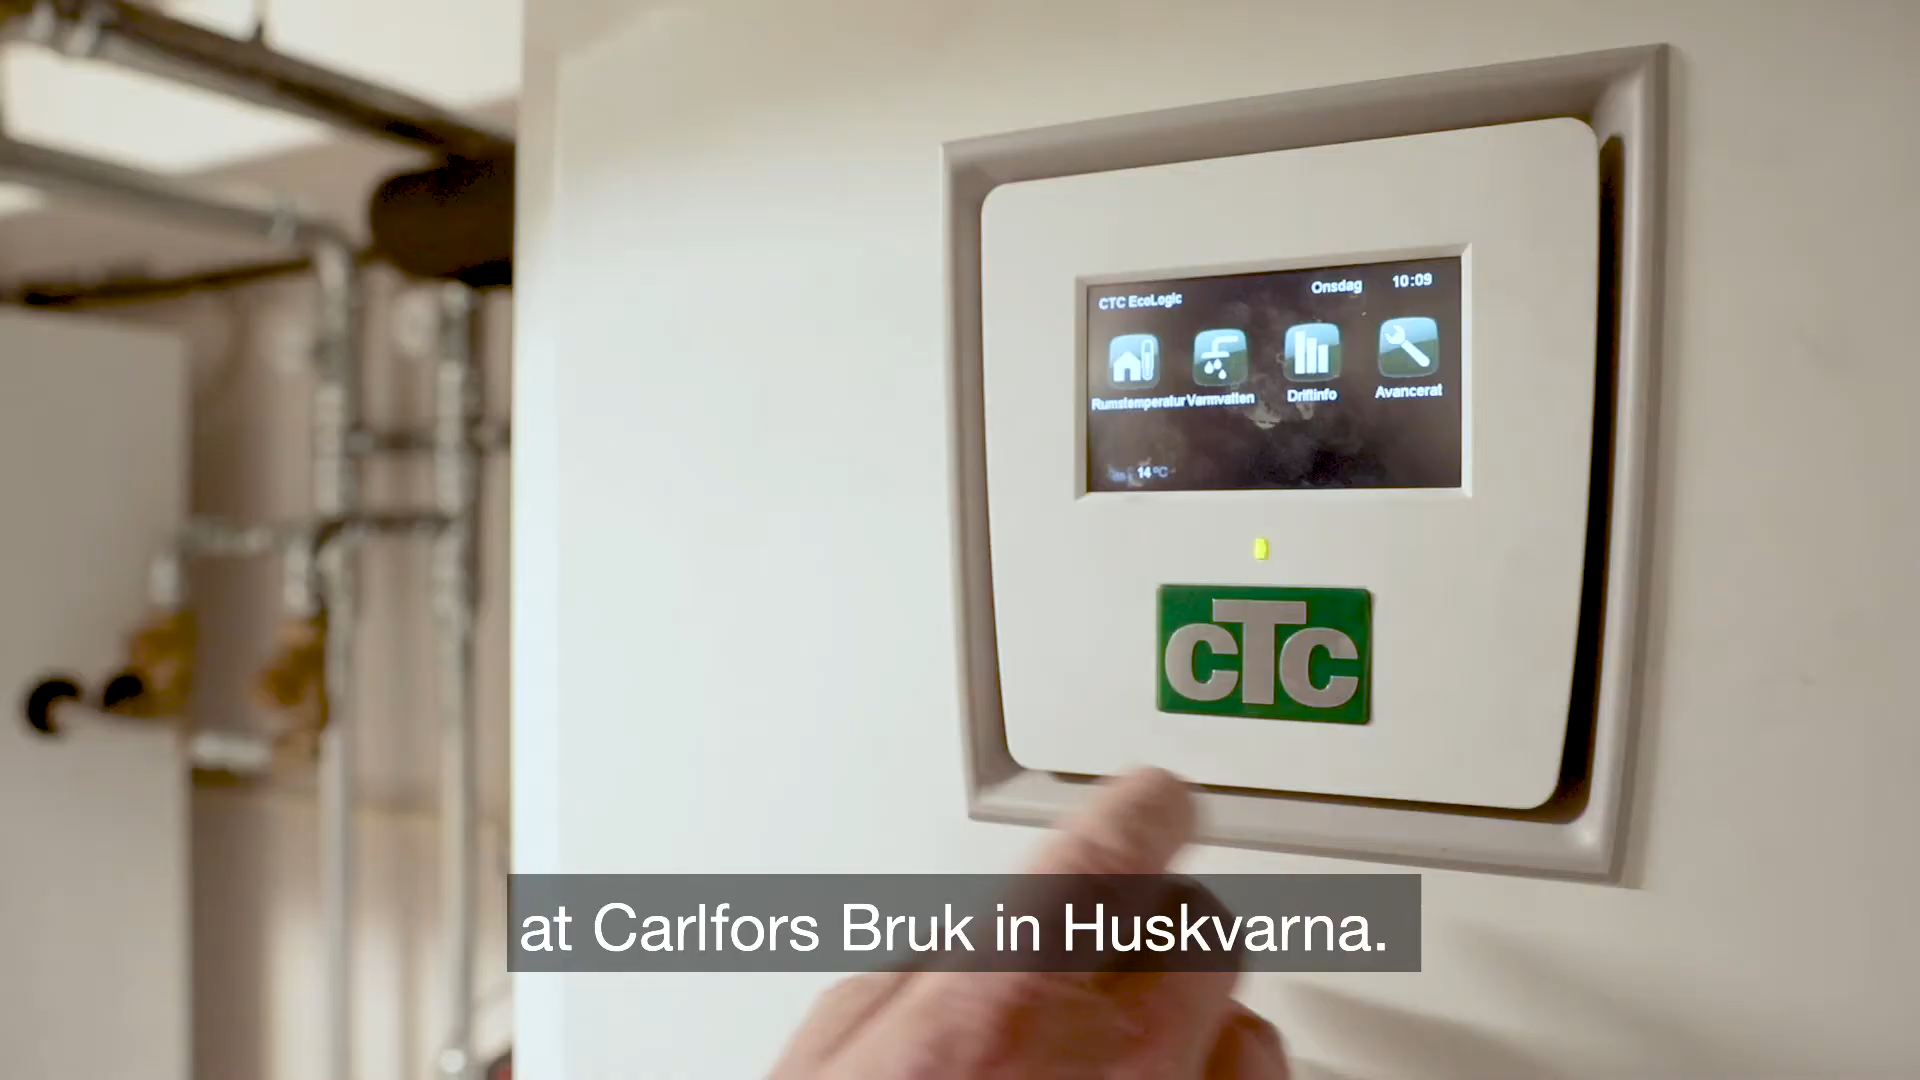 CTC EcoLogic
Onsdag 10:09
Rumstemperatur Varmvatten Driftinfo Avancerat
14 °C
CTC
at Carlfors Bruk in Huskvarna.